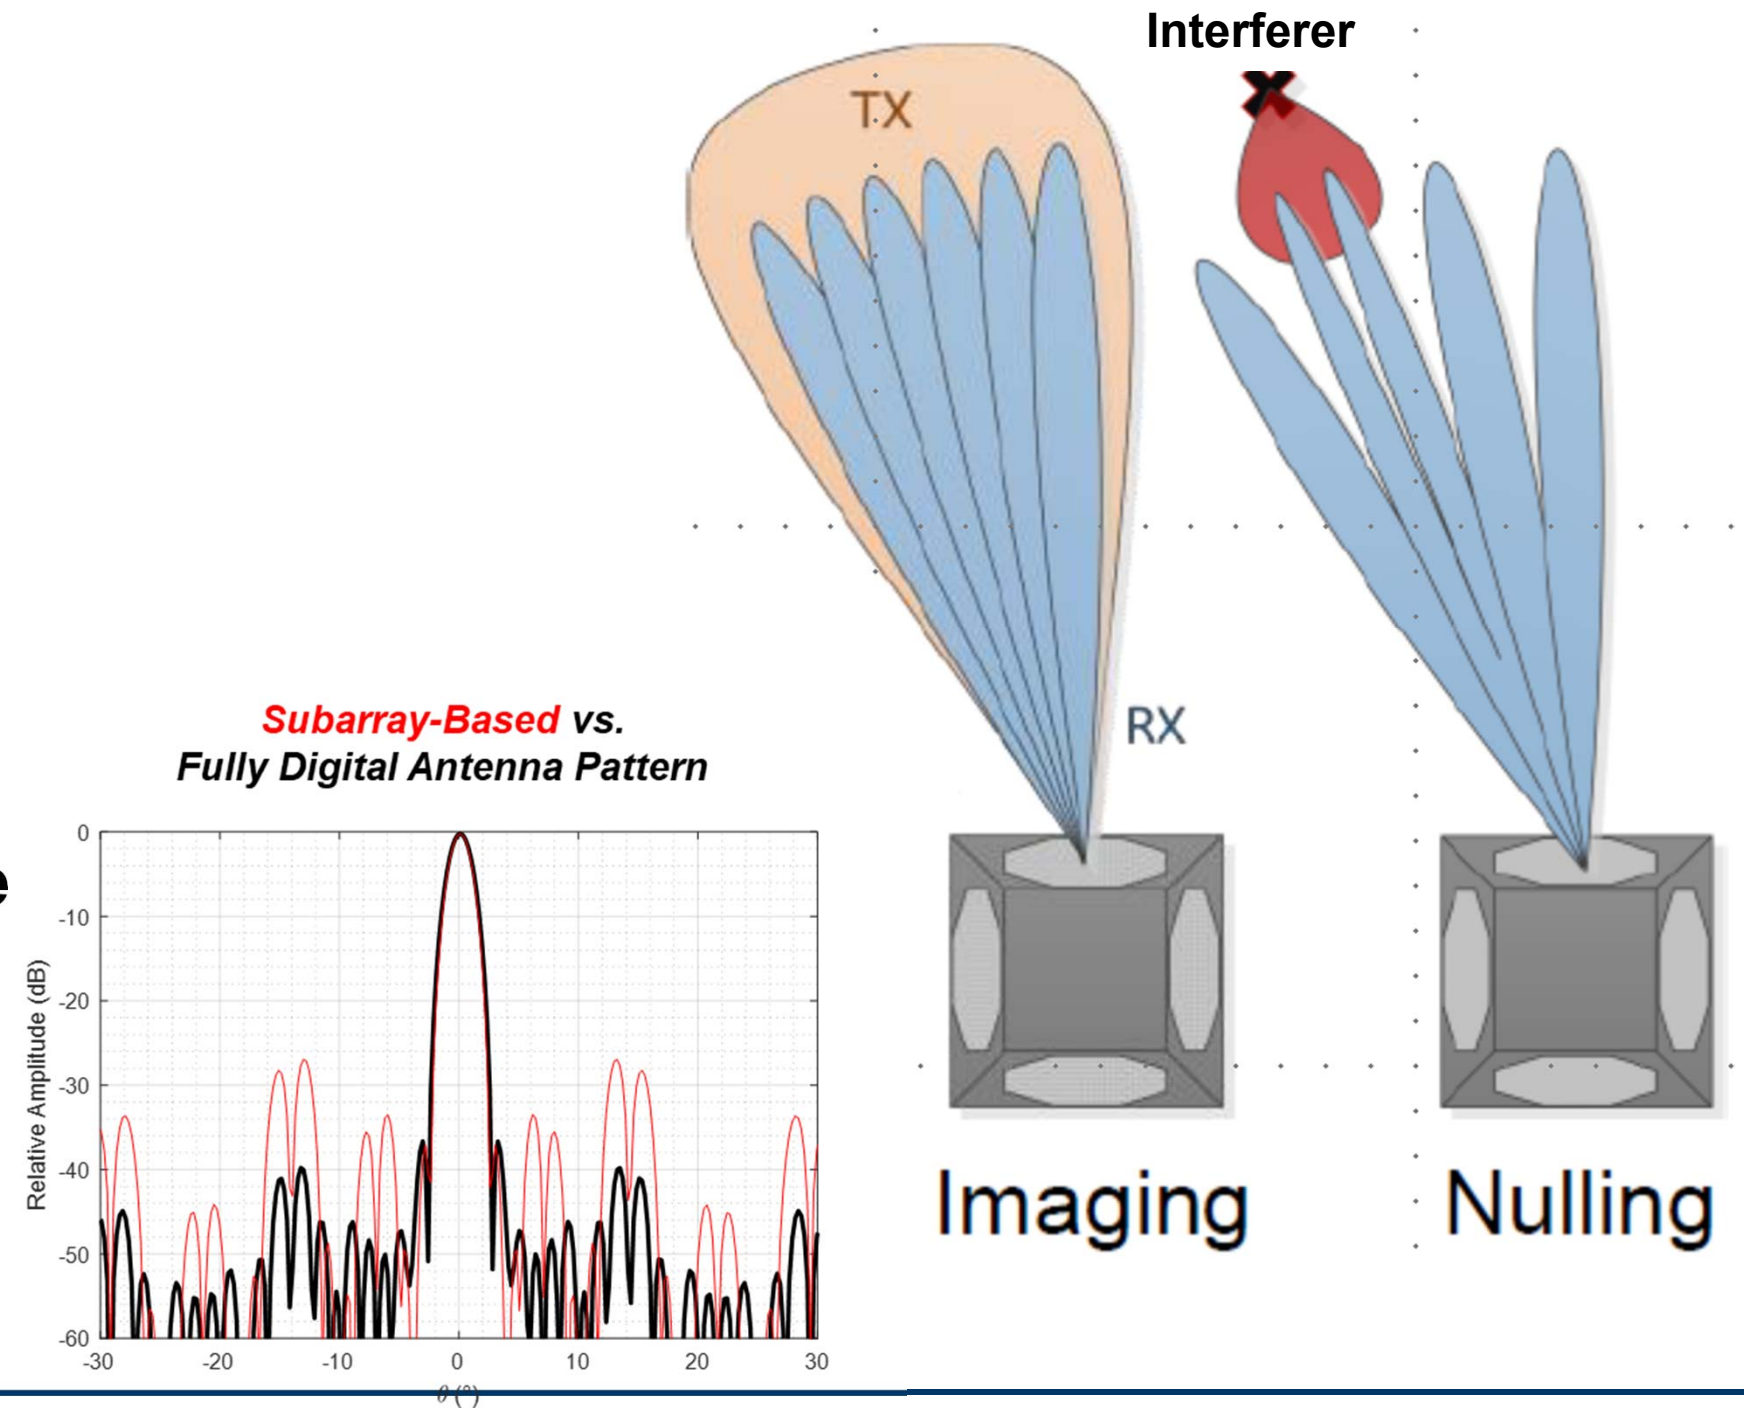 Interferer
TX
RX
Subarray-Based vs.
Fully Digital Antenna Pattern
e
Relative Amplitude (dB)
0
-10
-20
-30
-40
-50
-60
-30 -20 -10 0 10 20 30
θ (°)
Imaging
Nulling